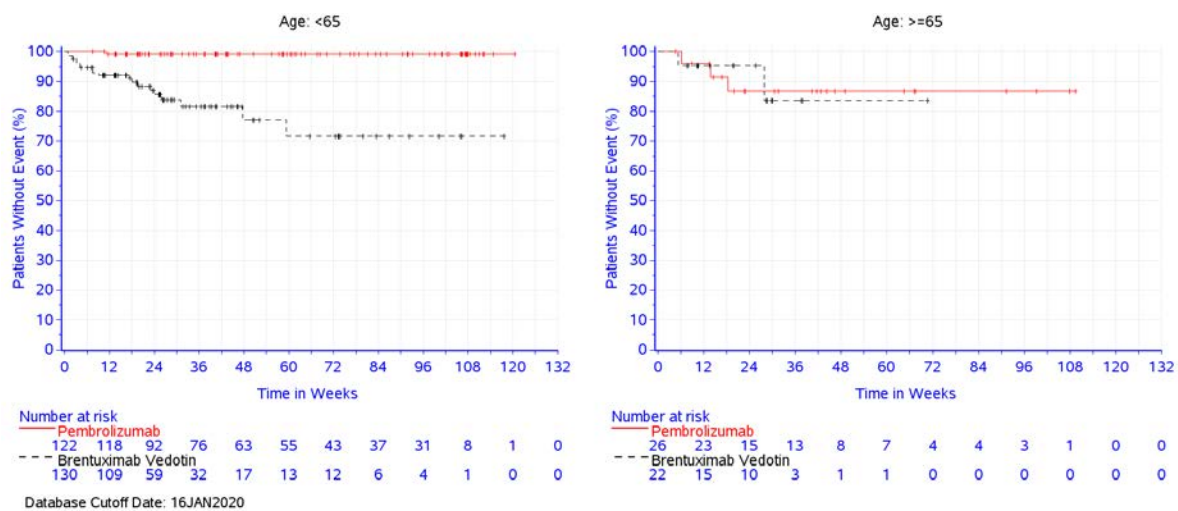 Age: <65
100
90
80
70
60
50
40
30
20
10
0
Patients Without Event (%)
0 12 24 36 48 60 72 84 96 108 120 132
Time in Weeks
Number at risk
Pembrolizumab
122 118 92 76 63 55 43 37 31 8 1 0
Brentuximab Vedotin
130 109 59 32 17 13 12 6 4 1 0 0
Age: >=65
100
90
80
70
60
50
40
30
20
10
0
Patients Without Event (%)
0 12 24 36 48 60 72 84 96 108 120 132
Time in Weeks
Number at risk
Pembrolizumab
26 23 15 13 8 7 4 4 3 1 0 0
Brentuximab Vedotin
22 15 10 3 1 1 0 0 0 0 0 0
Database Cutoff Date: 16JAN2020